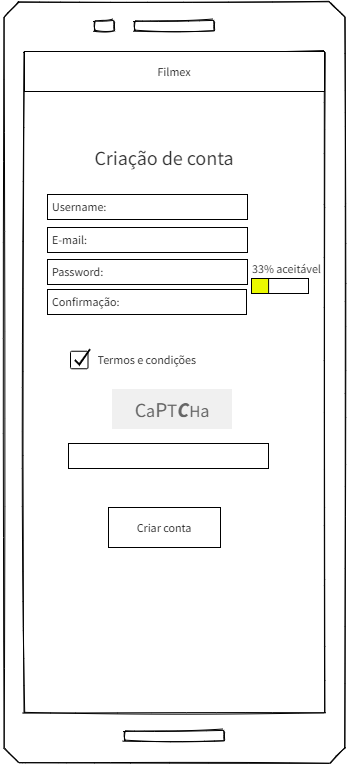 Filmex
Criação de conta
Username:
E-mail:
Password:
33% aceitável
Confirmação:
Termos e condições
CaPTCHa
Criar conta